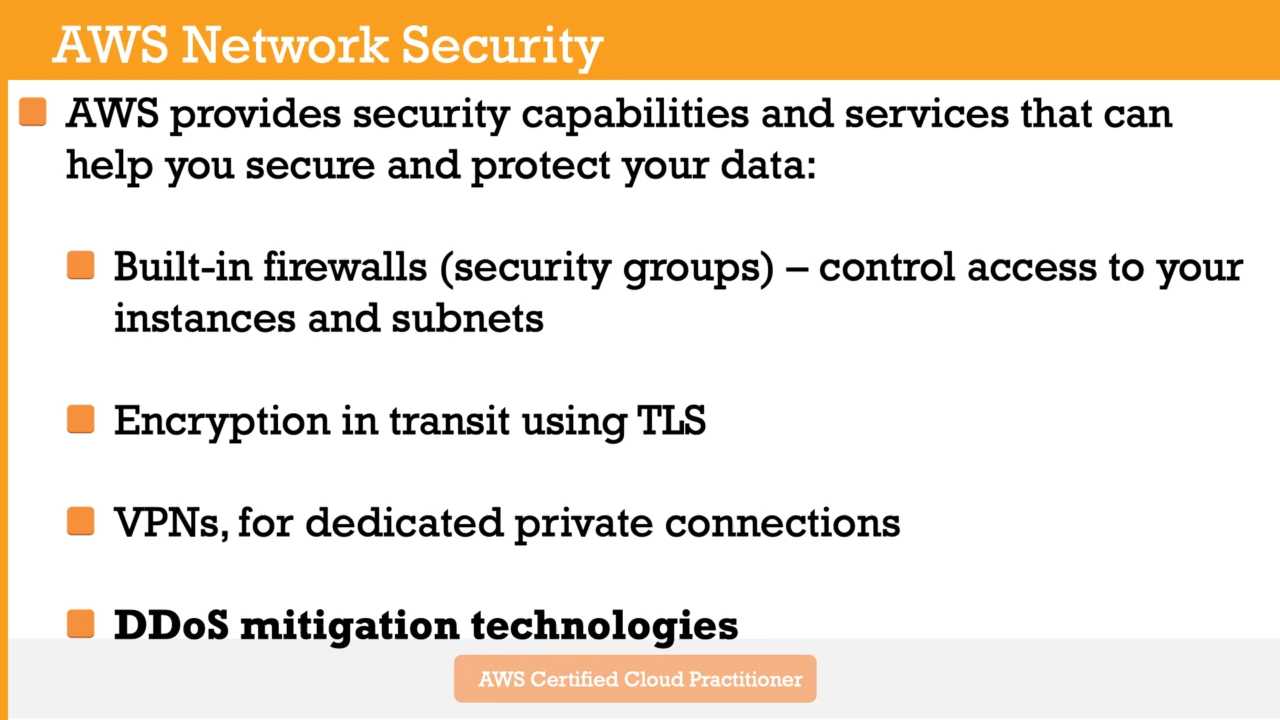 AWS Network Security
AWS provides security capabilities and services that can
help you secure and protect your data:
Built-in firewalls (security groups) – control access to your
instances and subnets
Encryption in transit using TLS
VPNs, for dedicated private connections
DDoS mitigation technologies
AWS Certified Cloud Practitioner